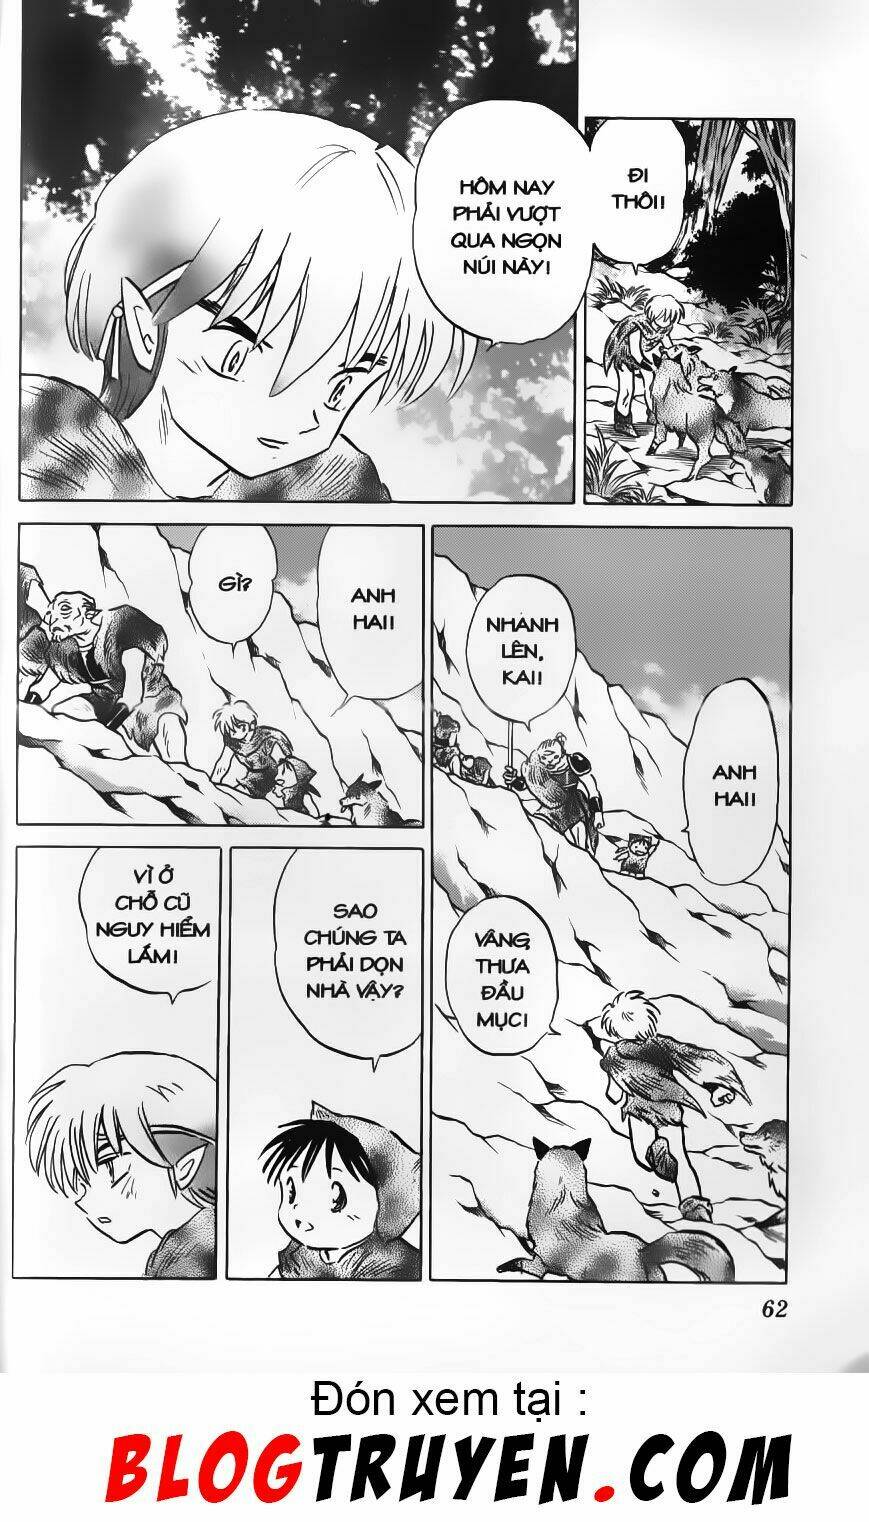 ĐI
THÔI!
HÔM NAY
PHẢI VƯỢT
QUA NGỌN
NÚI NÀY!
NHANH
LÊN,
KAI!
ANH
HAI!
VÂNG,
THƯA
ĐẦU
MỤC!
ANH
HAI!
GÌ?
SAO
CHÚNG TA
PHẢI DỌN
NHÀ VẬY?
VÌ Ở
CHỖ CŨ
NGUY HIỂM
LẮM!
62
Đón xem tại :
BLOGTRUYEN.COM